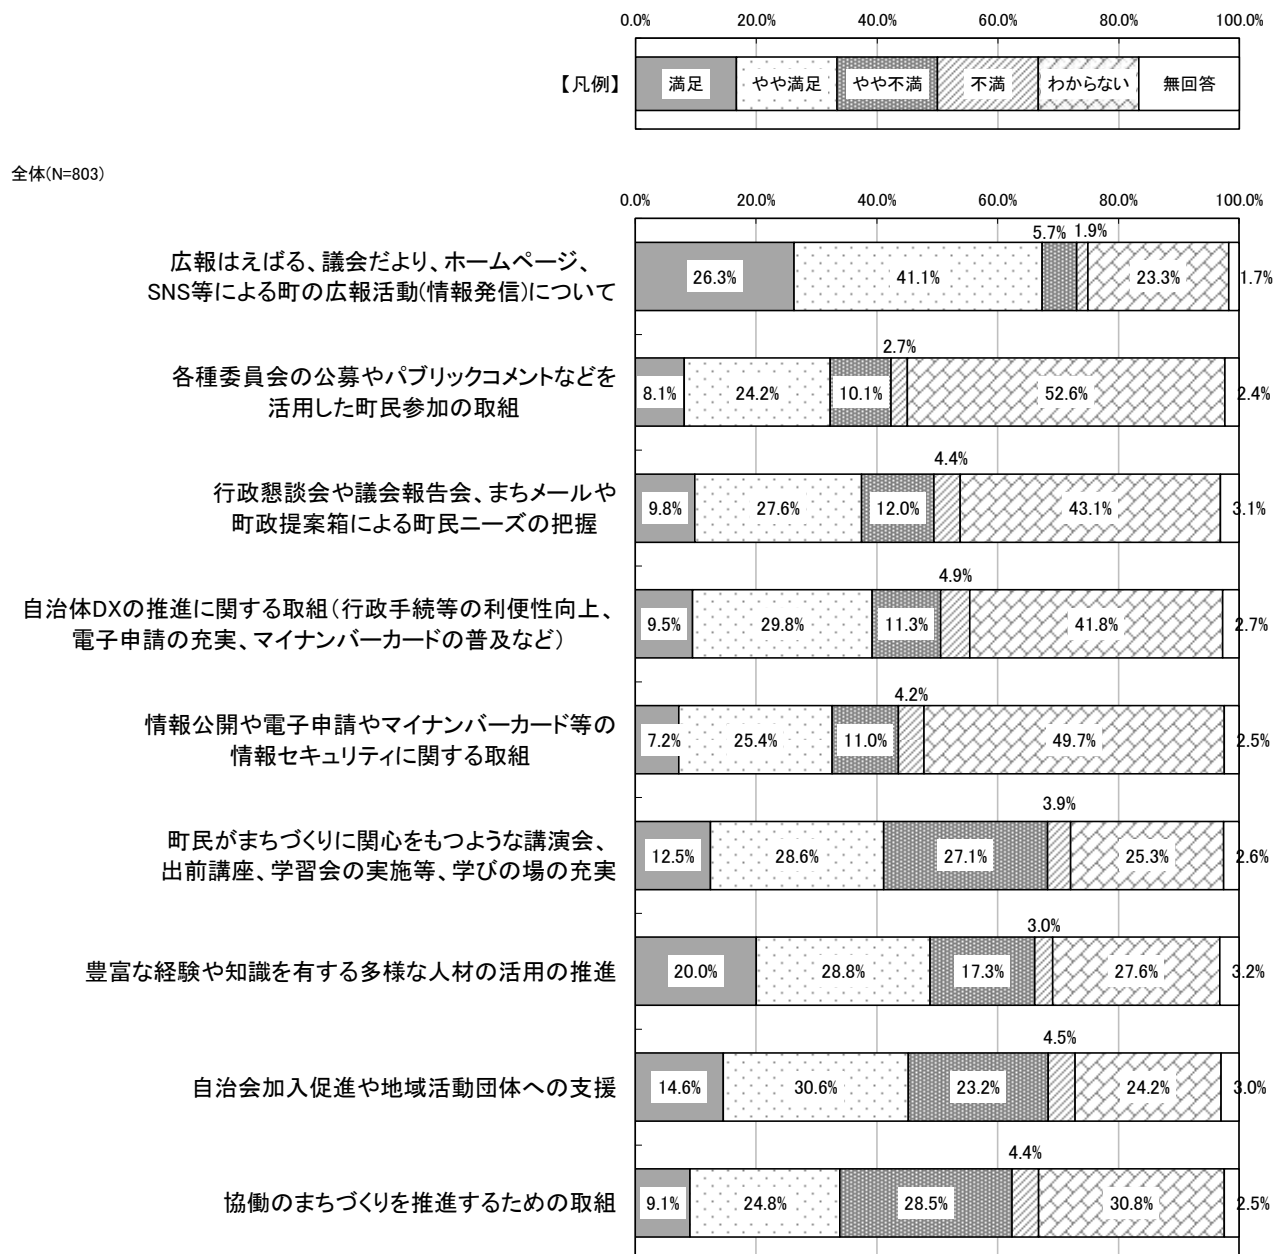 0.0% 20.0% 40.0% 60.0% 80.0% 100.0%
【凡例】 満足 やや満足 やや不満 不満 わからない 無回答
全体(N=803)
0.0% 20.0% 40.0% 60.0% 80.0% 100.0%
5.7% 1.9%
広報はえばる、議会だより、ホームページ、
SNS等による町の広報活動(情報発信)について
26.3% 41.1% 23.3% 1.7%
2.7%
各種委員会の公募やパブリックコメントなどを
活用した町民参加の取組
8.1% 24.2% 10.1% 52.6% 2.4%
4.4%
行政懇談会や議会報告会、まちメールや
町政提案箱による町民ニーズの把握
9.8% 27.6% 12.0% 43.1% 3.1%
4.9%
自治体DXの推進に関する取組(行政手続等の利便性向上、
電子申請の充実、マイナンバーカードの普及など)
9.5% 29.8% 11.3% 41.8% 2.7%
4.2%
情報公開や電子申請やマイナンバーカード等の
情報セキュリティに関する取組
7.2% 25.4% 11.0% 49.7% 2.5%
3.9%
町民がまちづくりに関心をもつような講演会、
出前講座、学習会の実施等、学びの場の充実
12.5% 28.6% 27.1% 25.3% 2.6%
3.0%
豊富な経験や知識を有する多様な人材の活用の推進
20.0% 28.8% 17.3% 27.6% 3.2%
4.5%
自治会加入促進や地域活動団体への支援
14.6% 30.6% 23.2% 24.2% 3.0%
4.4%
協働のまちづくりを推進するための取組
9.1% 24.8% 28.5% 30.8% 2.5%